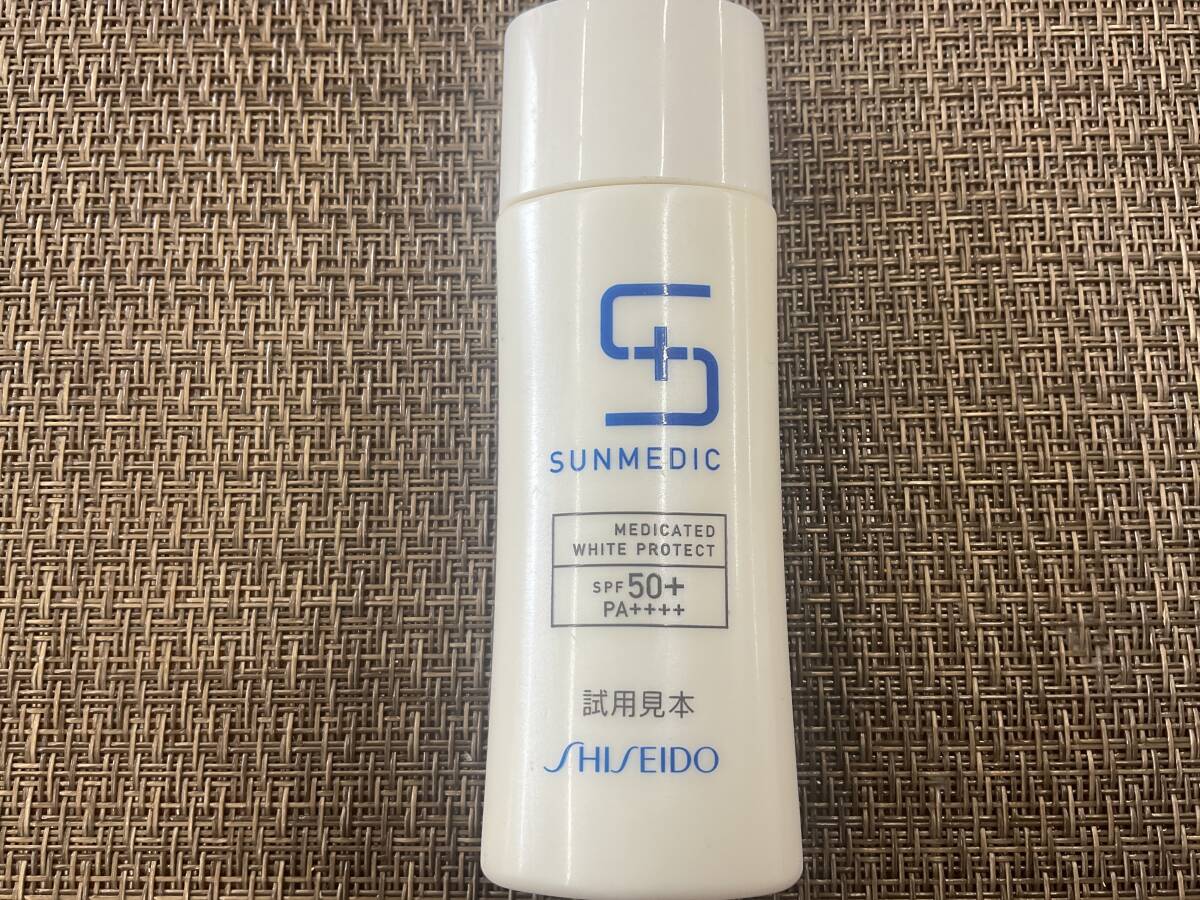 SUNMEDIC
MEDICATED
WHITE PROTECT
SPF 50+
PA++++
試用見本
SHISEIDO